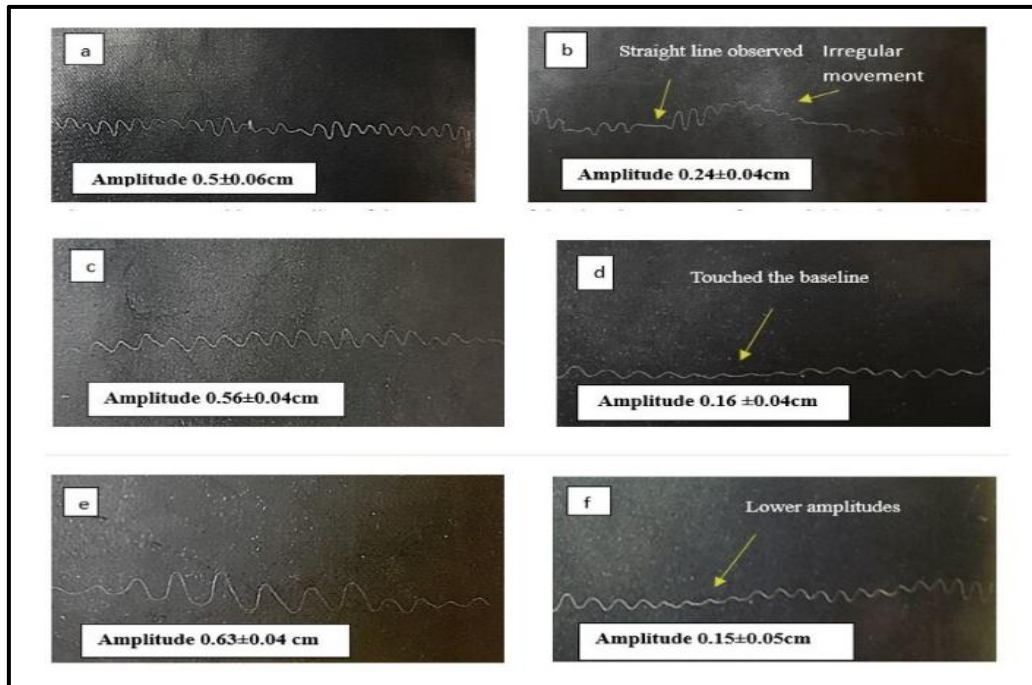 a
b
Straight line observed
Irregular
movement
Amplitude 0.5±0.06cm
Amplitude 0.24±0.04cm
c
d
Touched the baseline
Amplitude 0.56±0.04cm
Amplitude 0.16 ±0.04cm
e
f
Lower amplitudes
Amplitude 0.63±0.04 cm
Amplitude 0.15±0.05cm